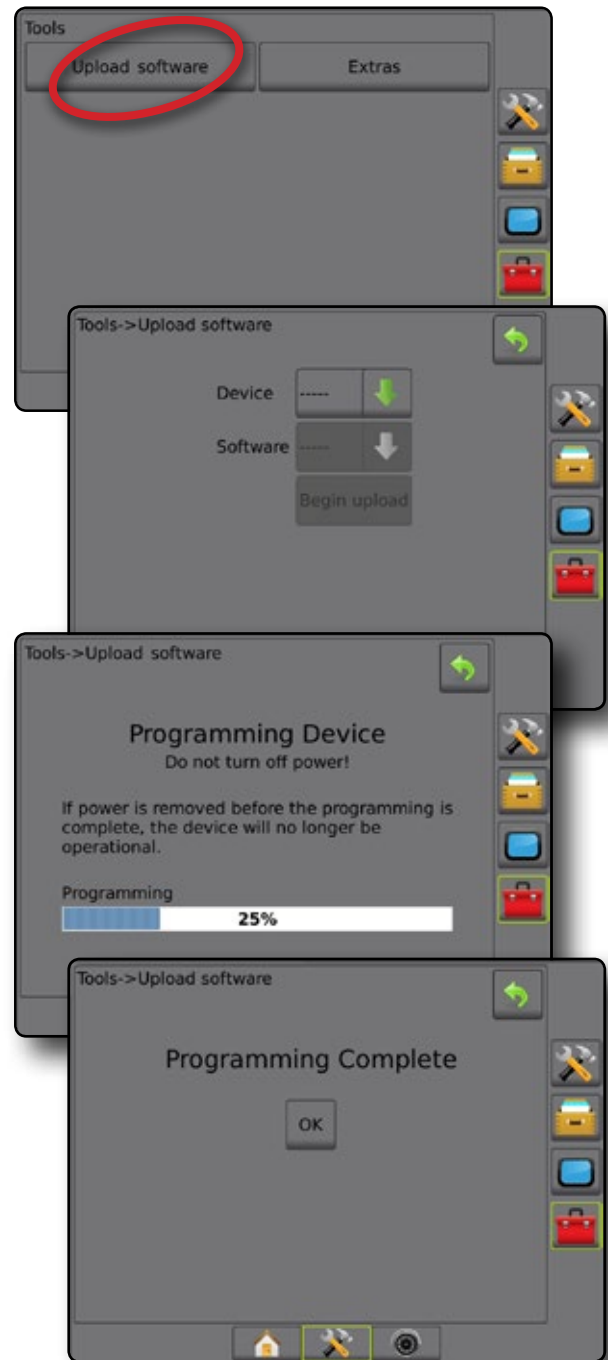 Tools
Upload software
Extras
Tools->Upload software
Device
-----
Software
-----
Begin upload
Tools->Upload software
Programming Device
Do not turn off power!
If power is removed before the programming is
complete, the device will no longer be
operational.
Programming
25%
Tools->Upload software
Programming Complete
OK